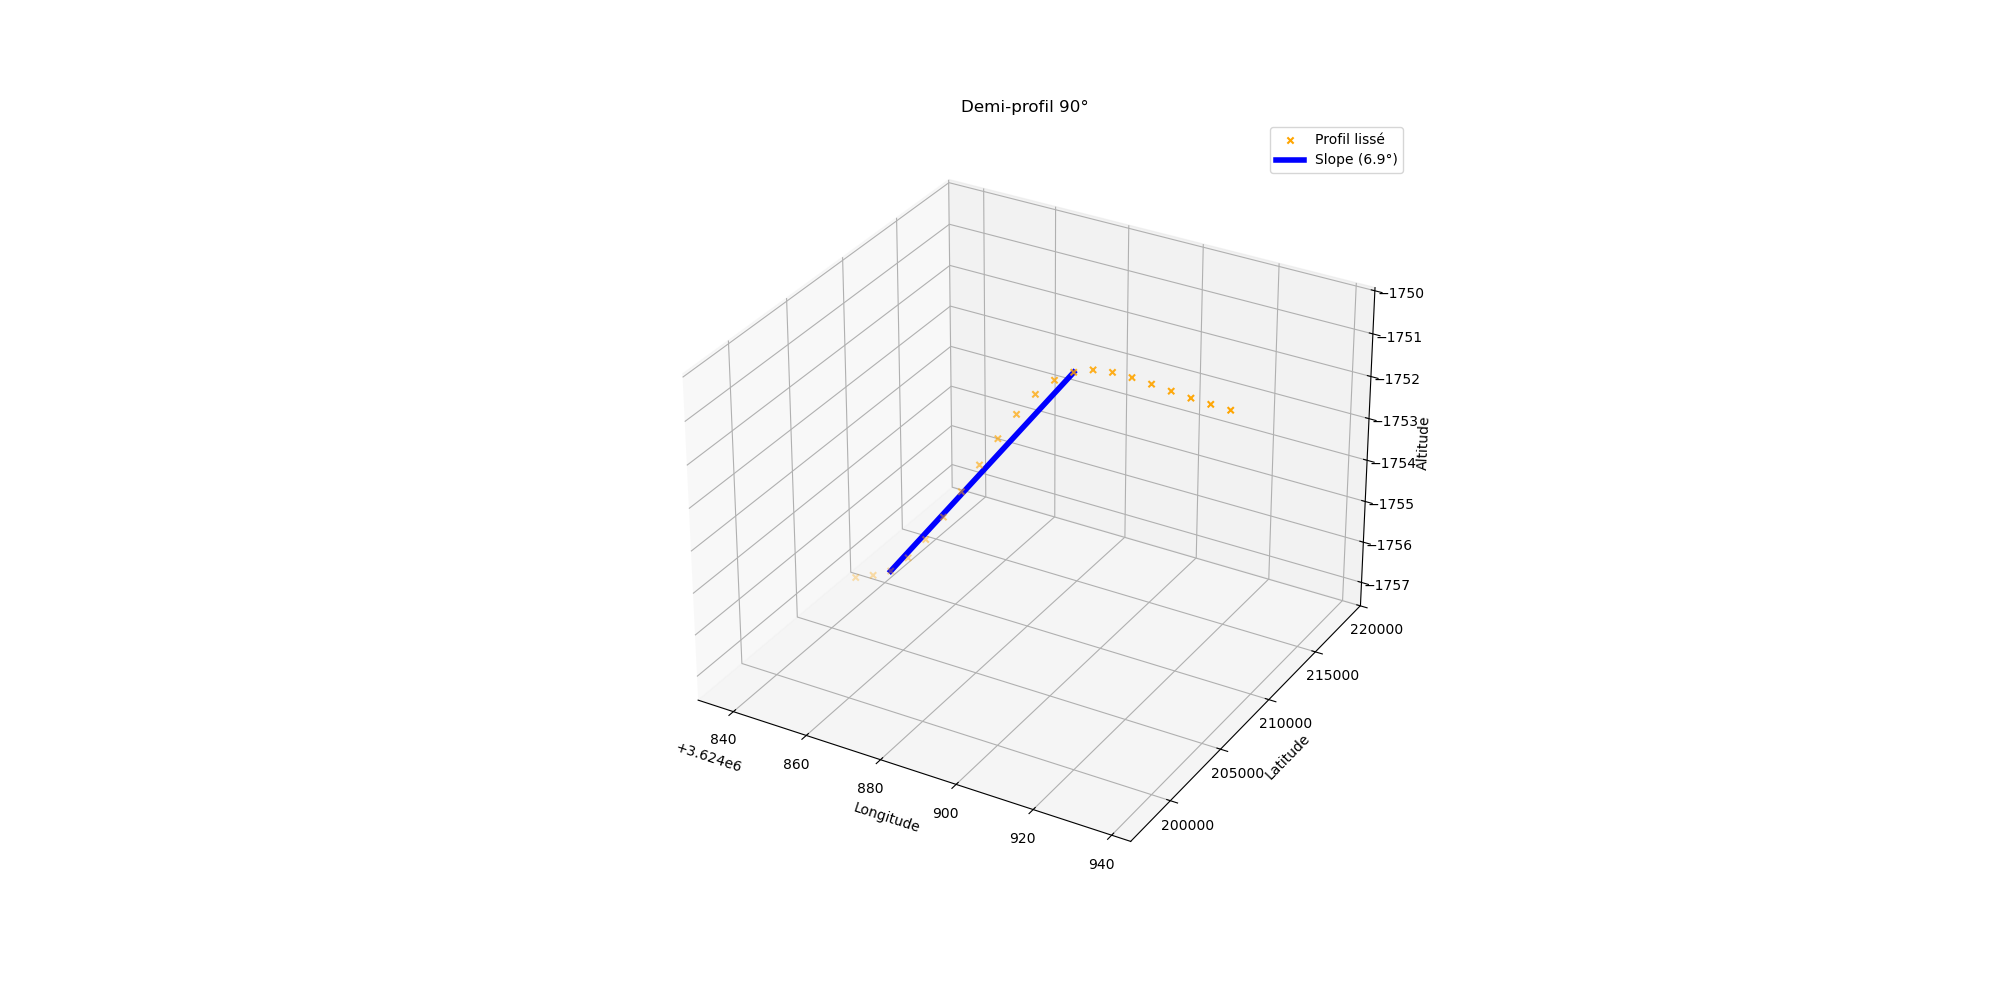 Demi-profil 90°
Profil lissé
Slope (6.9°)
−1750
−1751
−1752
−1753
−1754
−1755
−1756
−1757
Altitude
220000
215000
210000
205000
200000
Latitude
840
860
880
900
920
940
+3.624e6
Longitude